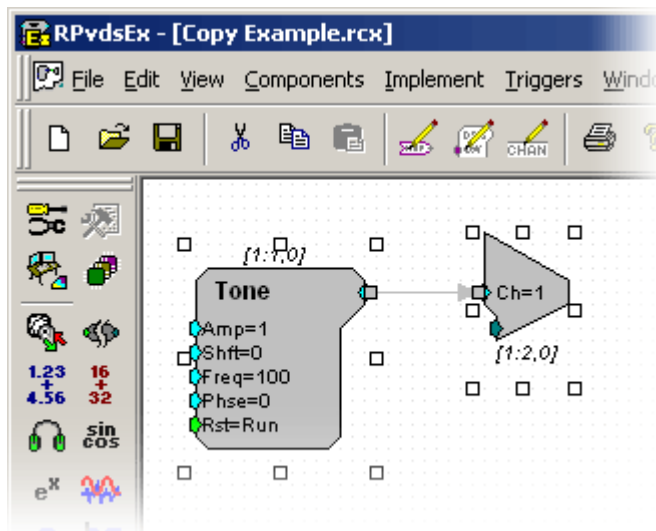 RPvdsEx - [Copy Example.rcx]
File Edit View Components Implement Triggers
CHAN
[1:1,0]
Tone
Amp=1
Shft=0
Freq=100
Phse=0
Rst=Run
Ch=1
[1:2,0]
1.23
+
4.56
16
+
32
sin
cos
eˣ